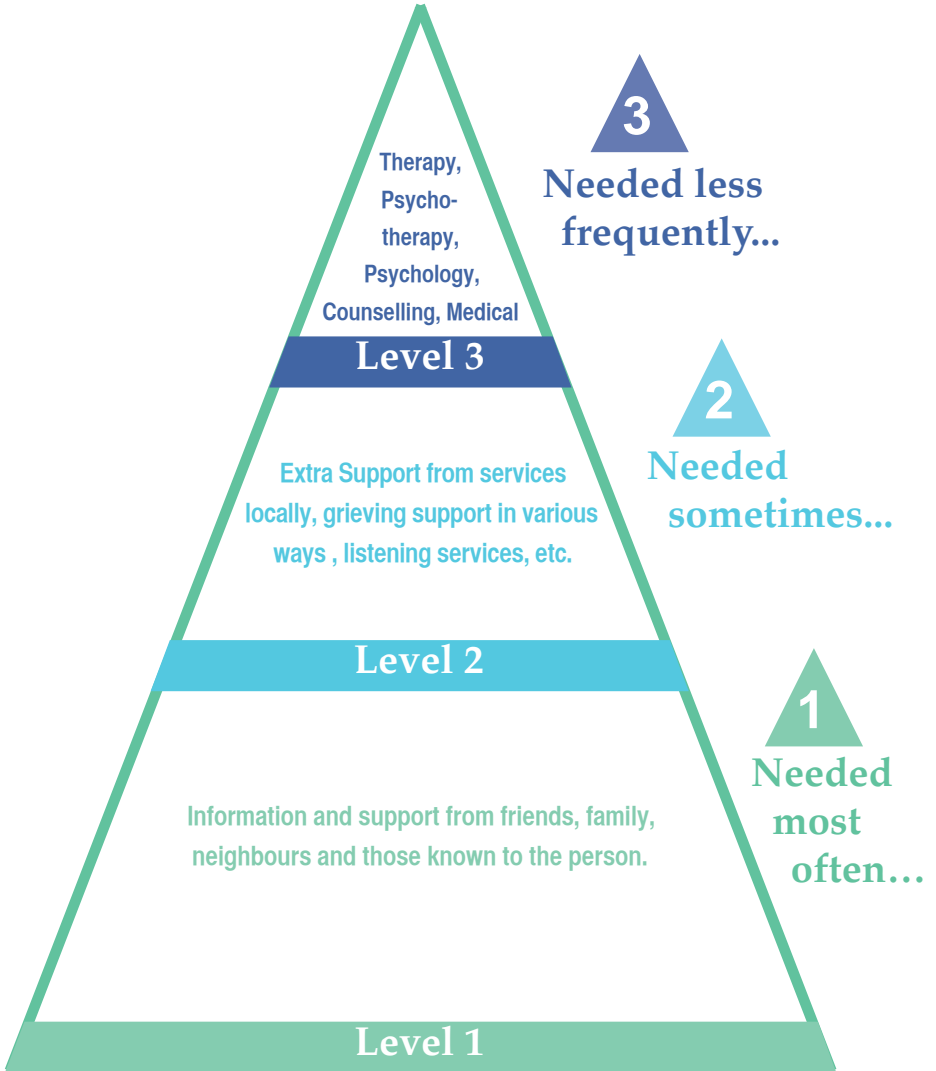 3
Needed less
frequently...
Therapy,
Psycho-
therapy,
Psychology,
Counselling, Medical
Level 3
2
Needed
sometimes...
Extra Support from services
locally, grieving support in various
ways , listening services, etc.
Level 2
1
Needed
most
often…
Information and support from friends, family,
neighbours and those known to the person.
Level 1